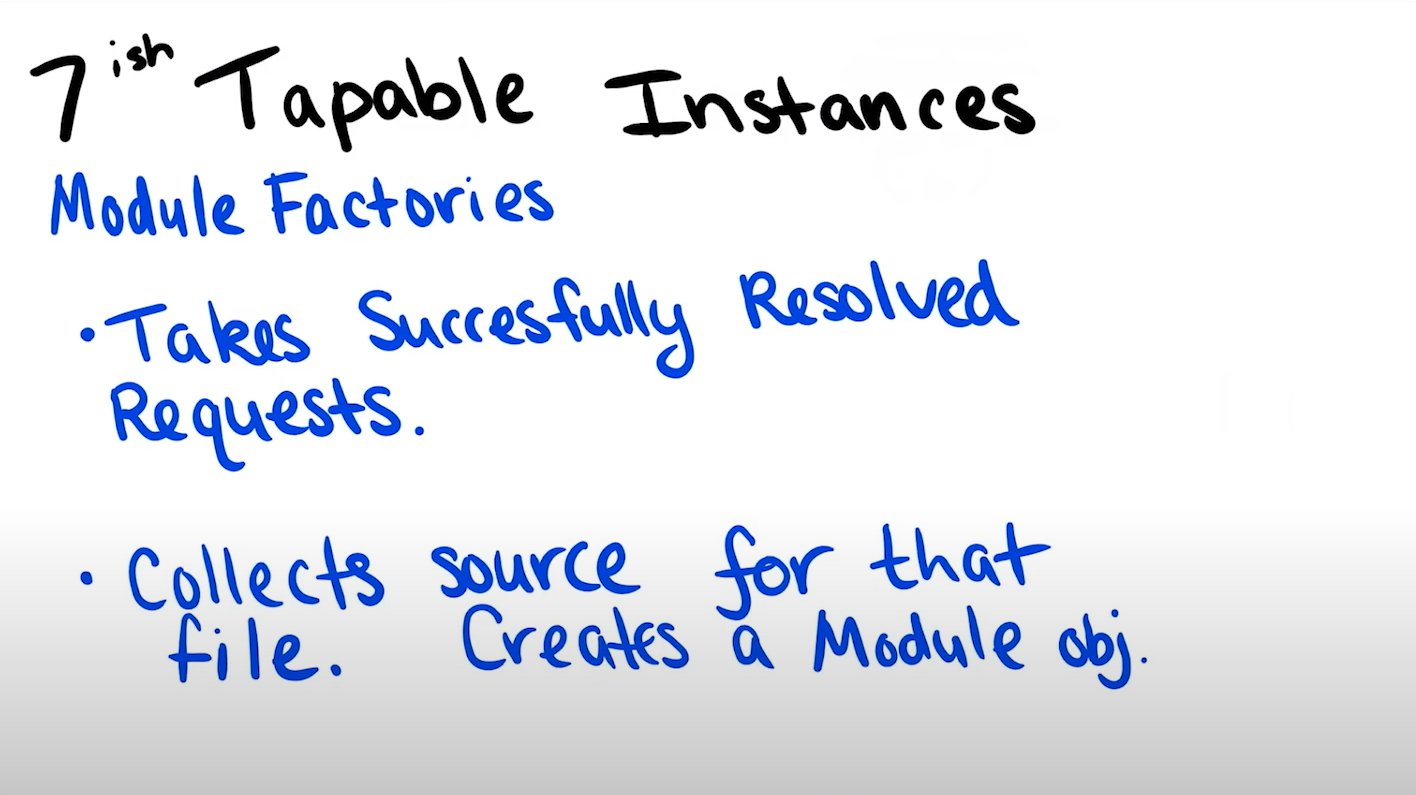 7ish Tapable Instances
Module Factories
• Takes Succesfully Resolved
Requests.
• Collects source for that
file. Creates a Module obj.